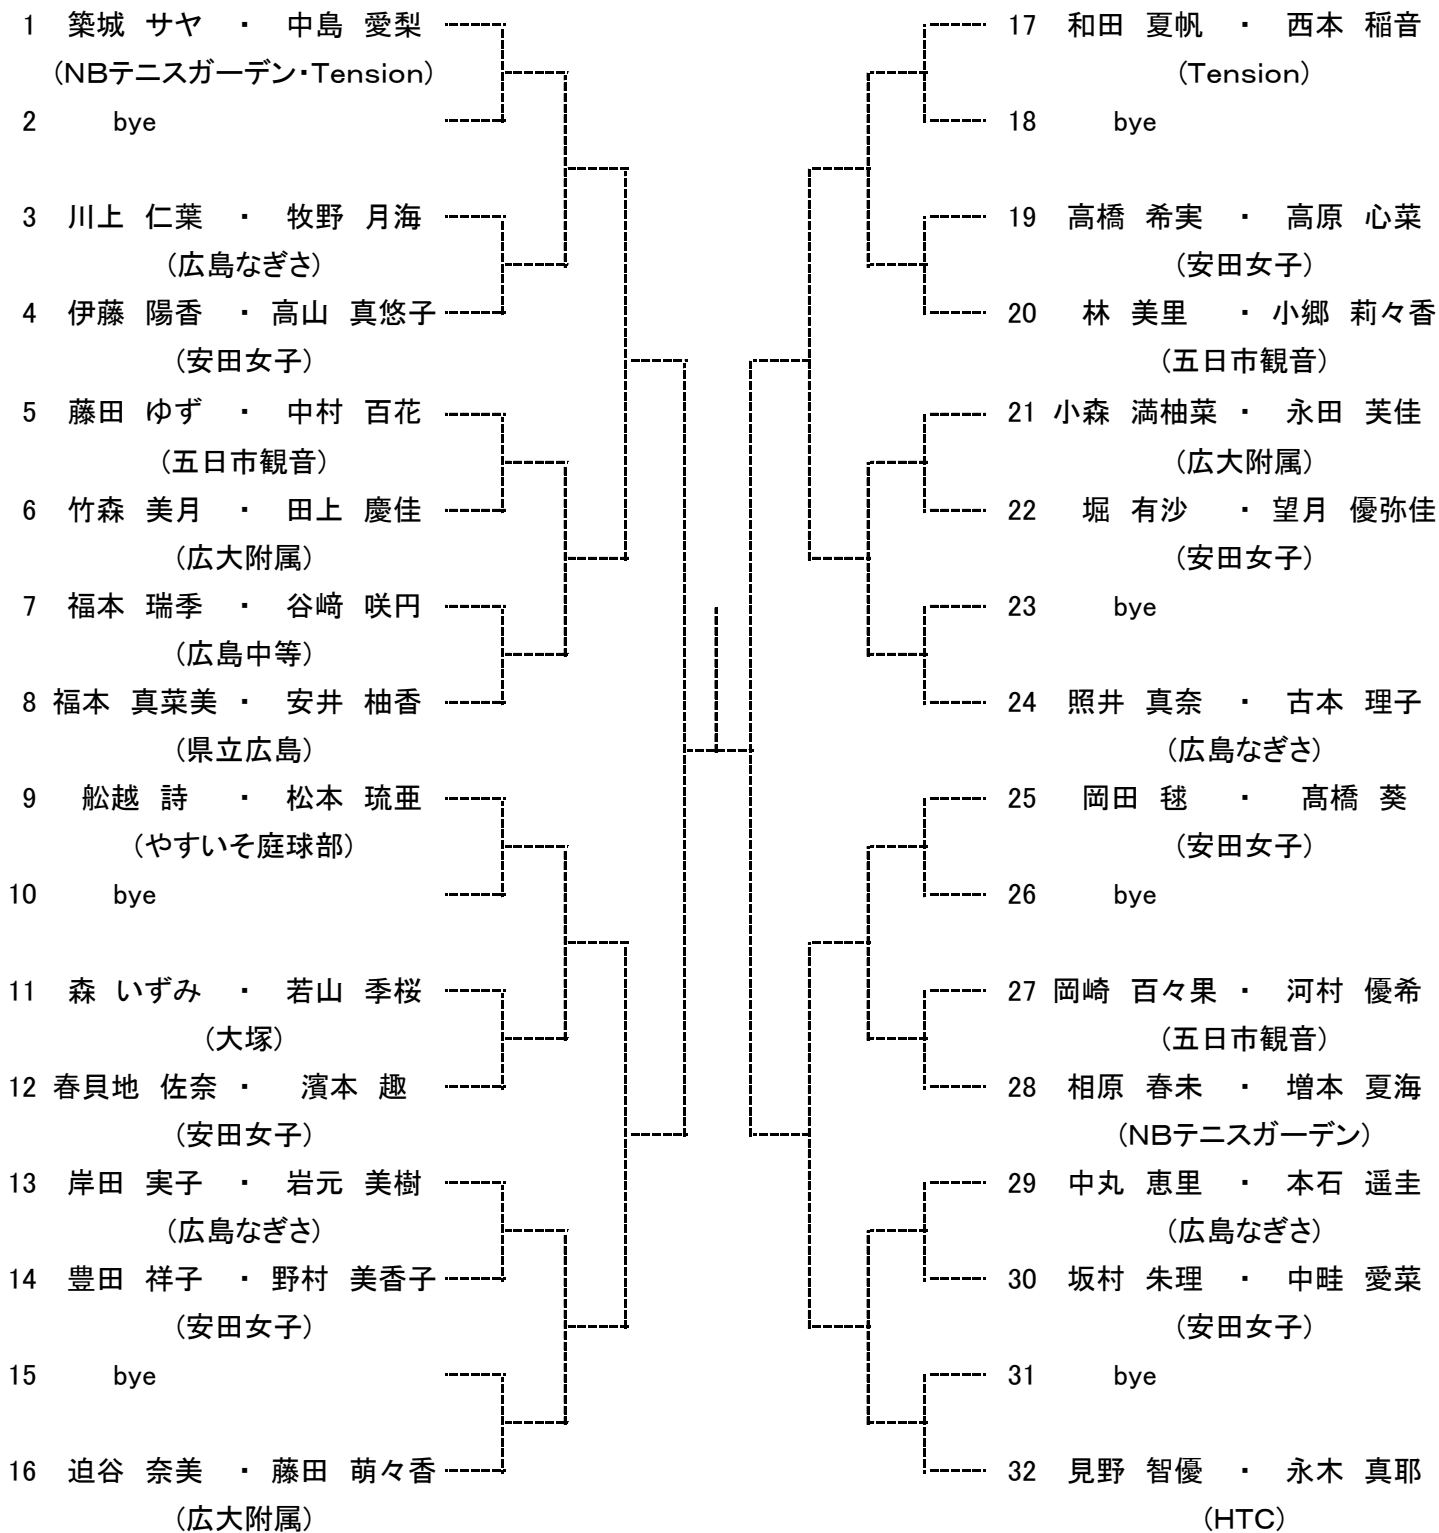 1 築城 サヤ ・ 中島 愛梨
(NBテニスガーデン・Tension)
2 bye
3 川上 仁葉 ・ 牧野 月海
(広島なぎさ)
4 伊藤 陽香 ・ 高山 真悠子
(安田女子)
5 藤田 ゆず ・ 中村 百花
(五日市観音)
6 竹森 美月 ・ 田上 慶佳
(広大附属)
7 福本 瑞季 ・ 谷﨑 咲円
(広島中等)
8 福本 真菜美 ・ 安井 柚香
(県立広島)
9 舩越 詩 ・ 松本 琉亜
(やすいそ庭球部)
10 bye
11 森 いずみ ・ 若山 季桜
(大塚)
12 春貝地 佐奈 ・ 濱本 趣
(安田女子)
13 岸田 実子 ・ 岩元 美樹
(広島なぎさ)
14 豊田 祥子 ・ 野村 美香子
(安田女子)
15 bye
16 迫谷 奈美 ・ 藤田 萌々香
(広大附属)
17 和田 夏帆 ・ 西本 稲音
(Tension)
18 bye
19 高橋 希実 ・ 高原 心菜
(安田女子)
20 林 美里 ・ 小郷 莉々香
(五日市観音)
21 小森 満柚菜 ・ 永田 芙佳
(広大附属)
22 堀 有沙 ・ 望月 優弥佳
(安田女子)
23 bye
24 照井 真奈 ・ 古本 理子
(広島なぎさ)
25 岡田 毬 ・ 髙橋 葵
(安田女子)
26 bye
27 岡崎 百々果 ・ 河村 優希
(五日市観音)
28 相原 春未 ・ 増本 夏海
(NBテニスガーデン)
29 中丸 恵里 ・ 本石 遥圭
(広島なぎさ)
30 坂村 朱理 ・ 中畦 愛菜
(安田女子)
31 bye
32 見野 智優 ・ 永木 真耶
(HTC)